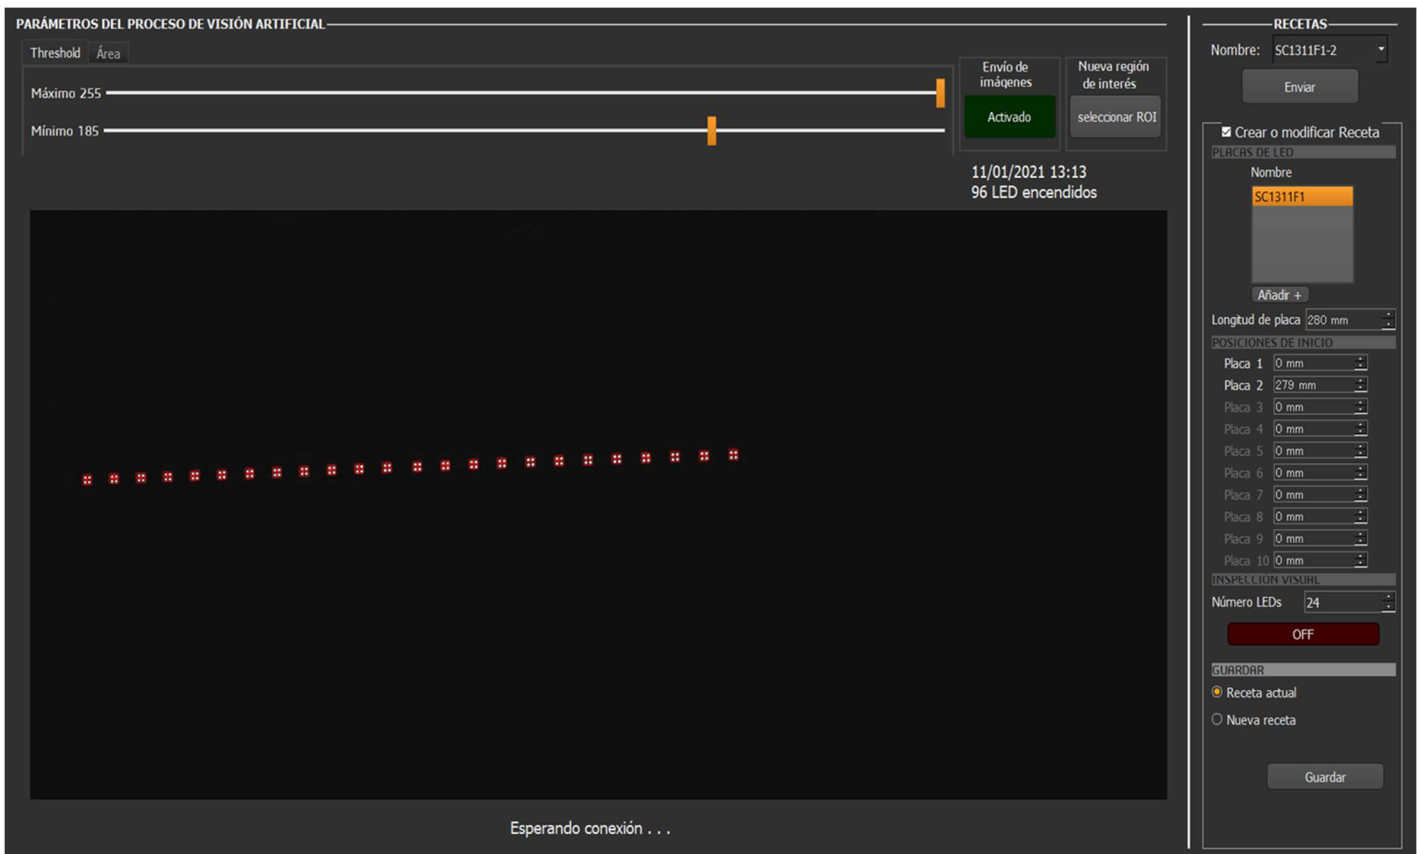 PARÁMETROS DEL PROCESO DE VISIÓN ARTIFICIAL
Threshold Área
Máximo 255
Mínimo 185
Envío de
imágenes
Activado
Nueva región
de interés
seleccionar ROI
11/01/2021 13:13
96 LED encendidos
Esperando conexión . . .
RECETAS
Nombre: SC1311F1-2
Enviar
Crear o modificar Receta
PLACAS DE LED
Nombre
SC1311F1
Añadir +
Longitud de placa 280 mm
POSICIONES DE INICIO
Placa 1 0 mm
Placa 2 279 mm
Placa 3 0 mm
Placa 4 0 mm
Placa 5 0 mm
Placa 6 0 mm
Placa 7 0 mm
Placa 8 0 mm
Placa 9 0 mm
Placa 10 0 mm
INSPECCIÓN VISUAL
Número LEDs 24
OFF
GUARDAR
Receta actual
Nueva receta
Guardar